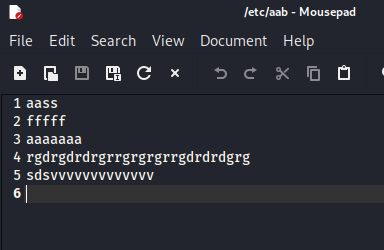 /etc/aab - Mousepad
File Edit Search View Document Help
1 aass
2 fffff
3 aaaaaaa
4 rgdrgdrdrgrrgrgrgrrgdrdrdgrg
5 sdsvvvvvvvvvvvvv
6